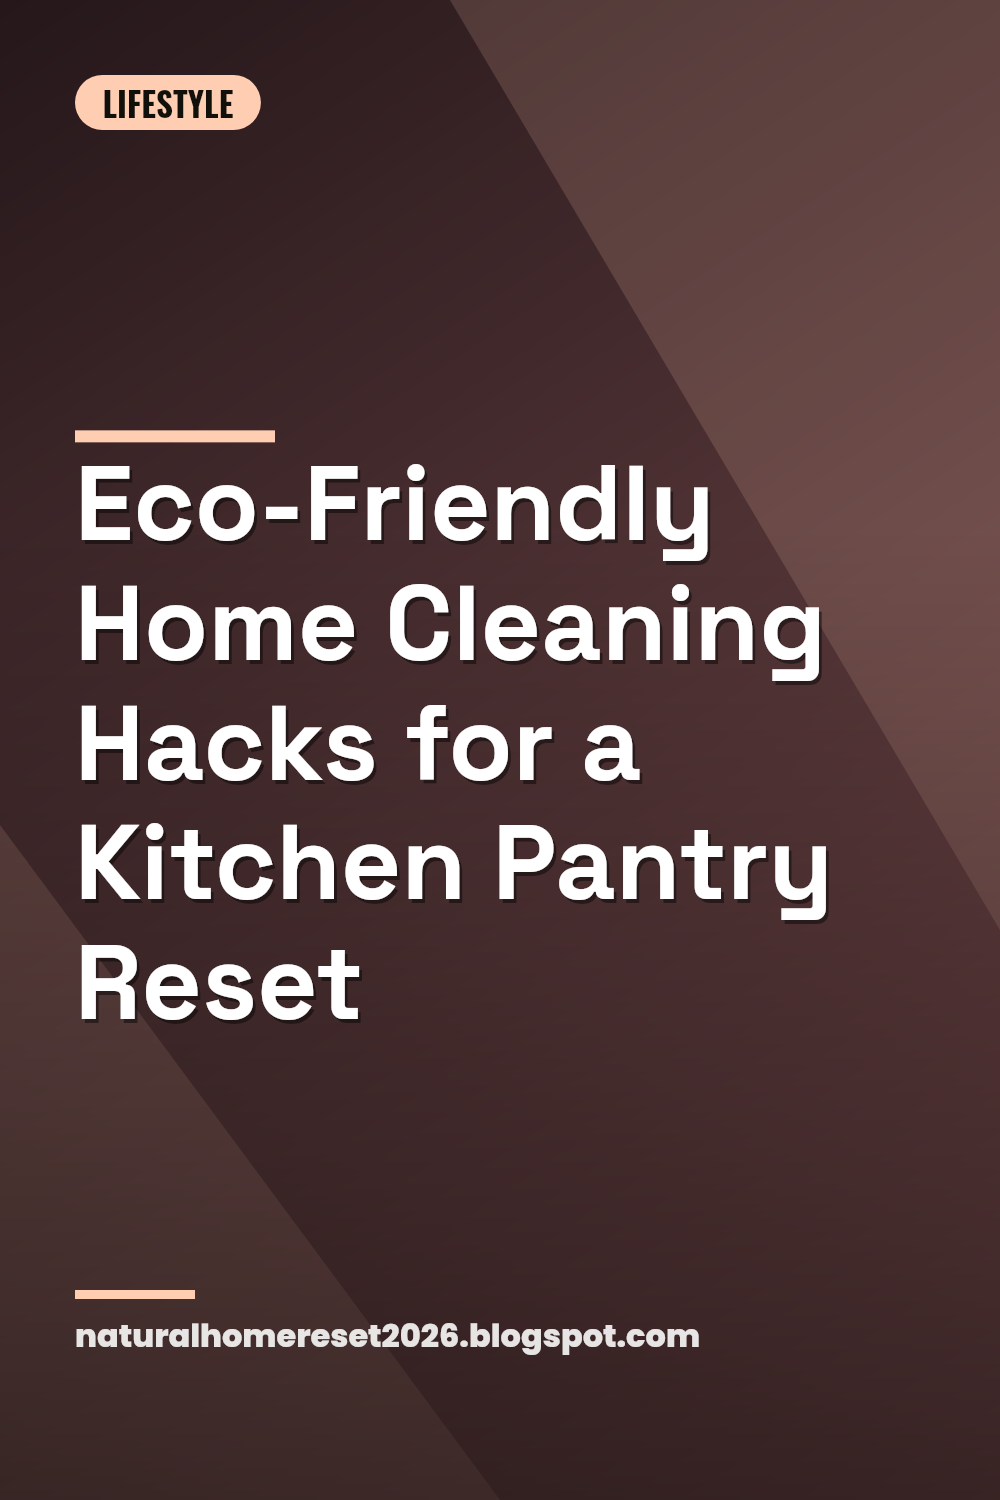 LIFESTYLE
Eco-Friendly
Home Cleaning
Hacks for a
Kitchen Pantry
Reset
naturalhomereset2026.blogspot.com